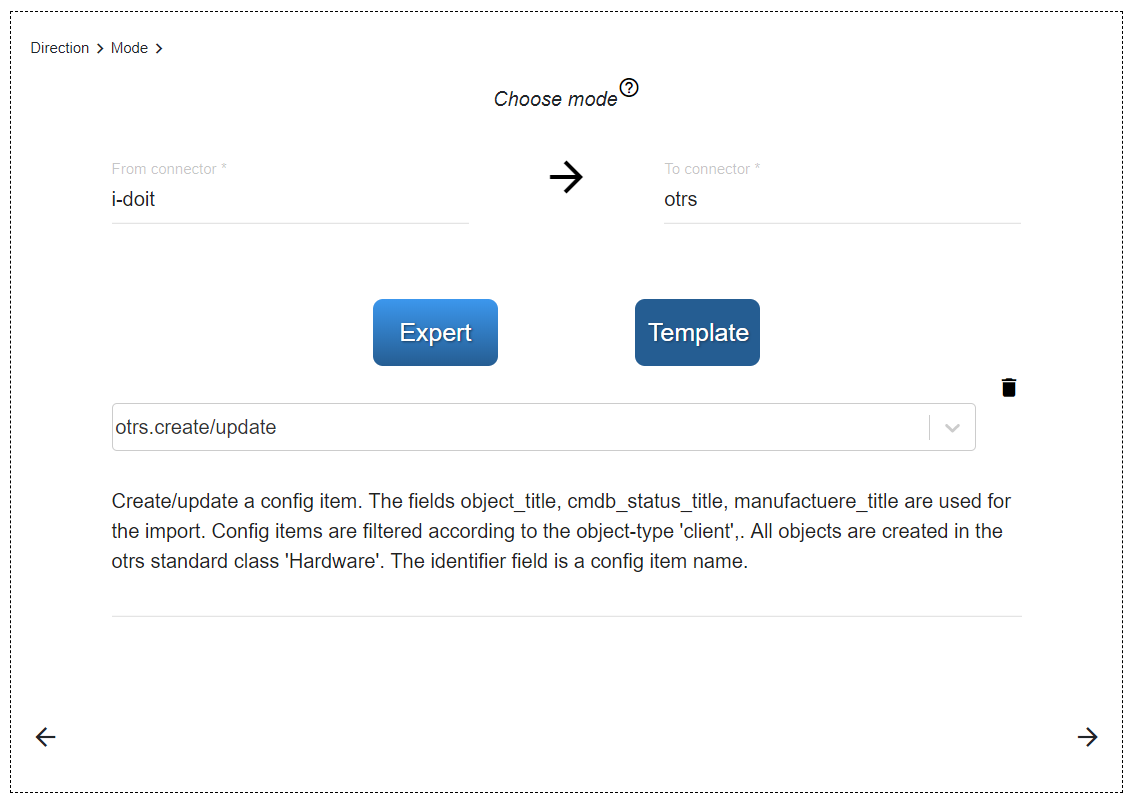 Direction > Mode >
Choose mode
From connector *
To connector *
i-doit
otrs
Expert
Template
otrs.create/update
Create/update a config item. The fields object_title, cmdb_status_title, manufactuere_title are used for
the import. Config items are filtered according to the object-type 'client',. All objects are created in the
otrs standard class 'Hardware'. The identifier field is a config item name.